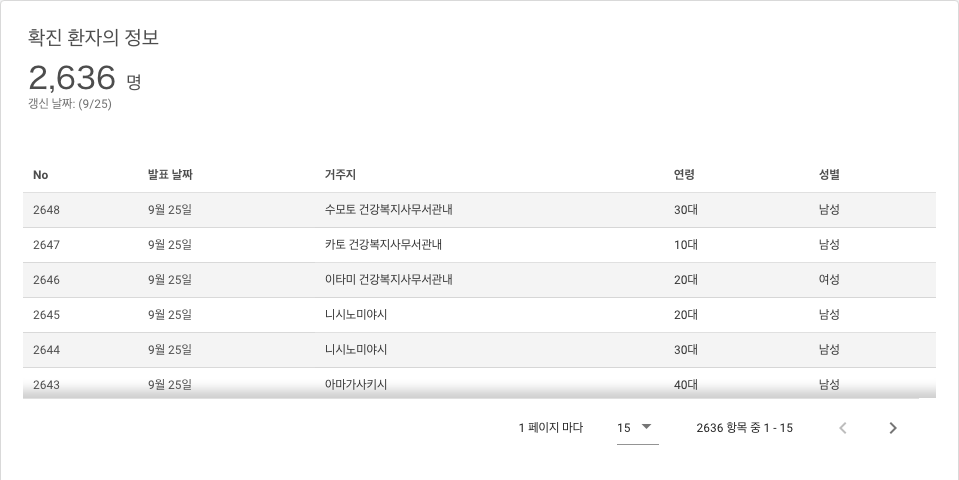 확진 환자의 정보
2,636 명
갱신 날짜: (9/25)
No 발표 날짜 거주지 연령 성별
2648 9월 25일 수모토 건강복지사무서관내 30대 남성
2647 9월 25일 카토 건강복지사무서관내 10대 남성
2646 9월 25일 이타미 건강복지사무서관내 20대 여성
2645 9월 25일 니시노미야시 20대 남성
2644 9월 25일 니시노미야시 30대 남성
2643 9월 25일 아마가사키시 40대 남성
1 페이지 마다 15 2636 항목 중 1 - 15